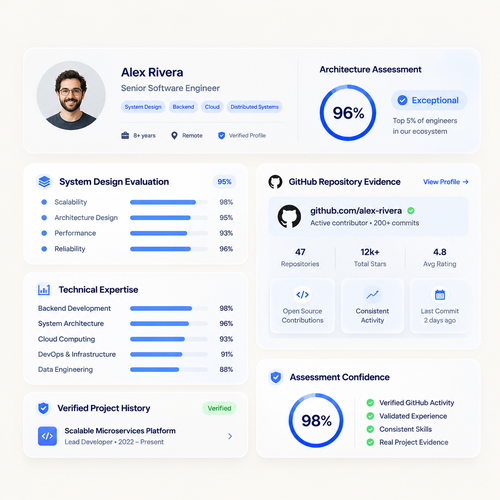 Alex Rivera
Senior Software Engineer
System Design Backend Cloud Distributed Systems
8+ years Remote Verified Profile
Architecture Assessment
96%
Exceptional
Top 5% of engineers
in our ecosystem
System Design Evaluation 95%
Scalability 98%
Architecture Design 95%
Performance 93%
Reliability 96%
Technical Expertise
Backend Development 98%
System Architecture 96%
Cloud Computing 93%
DevOps & Infrastructure 91%
Data Engineering 88%
Verified Project History Verified
Scalable Microservices Platform
Lead Developer • 2022 – Present
GitHub Repository Evidence View Profile →
github.com/alex-rivera
Active contributor • 200+ commits
47 12k+ 4.8
Repositories Total Stars Avg Rating
Open Source Consistent Last Commit
Contributions Activity 2 days ago
Assessment Confidence
98%
Verified GitHub Activity
Validated Experience
Consistent Skills
Real Project Evidence